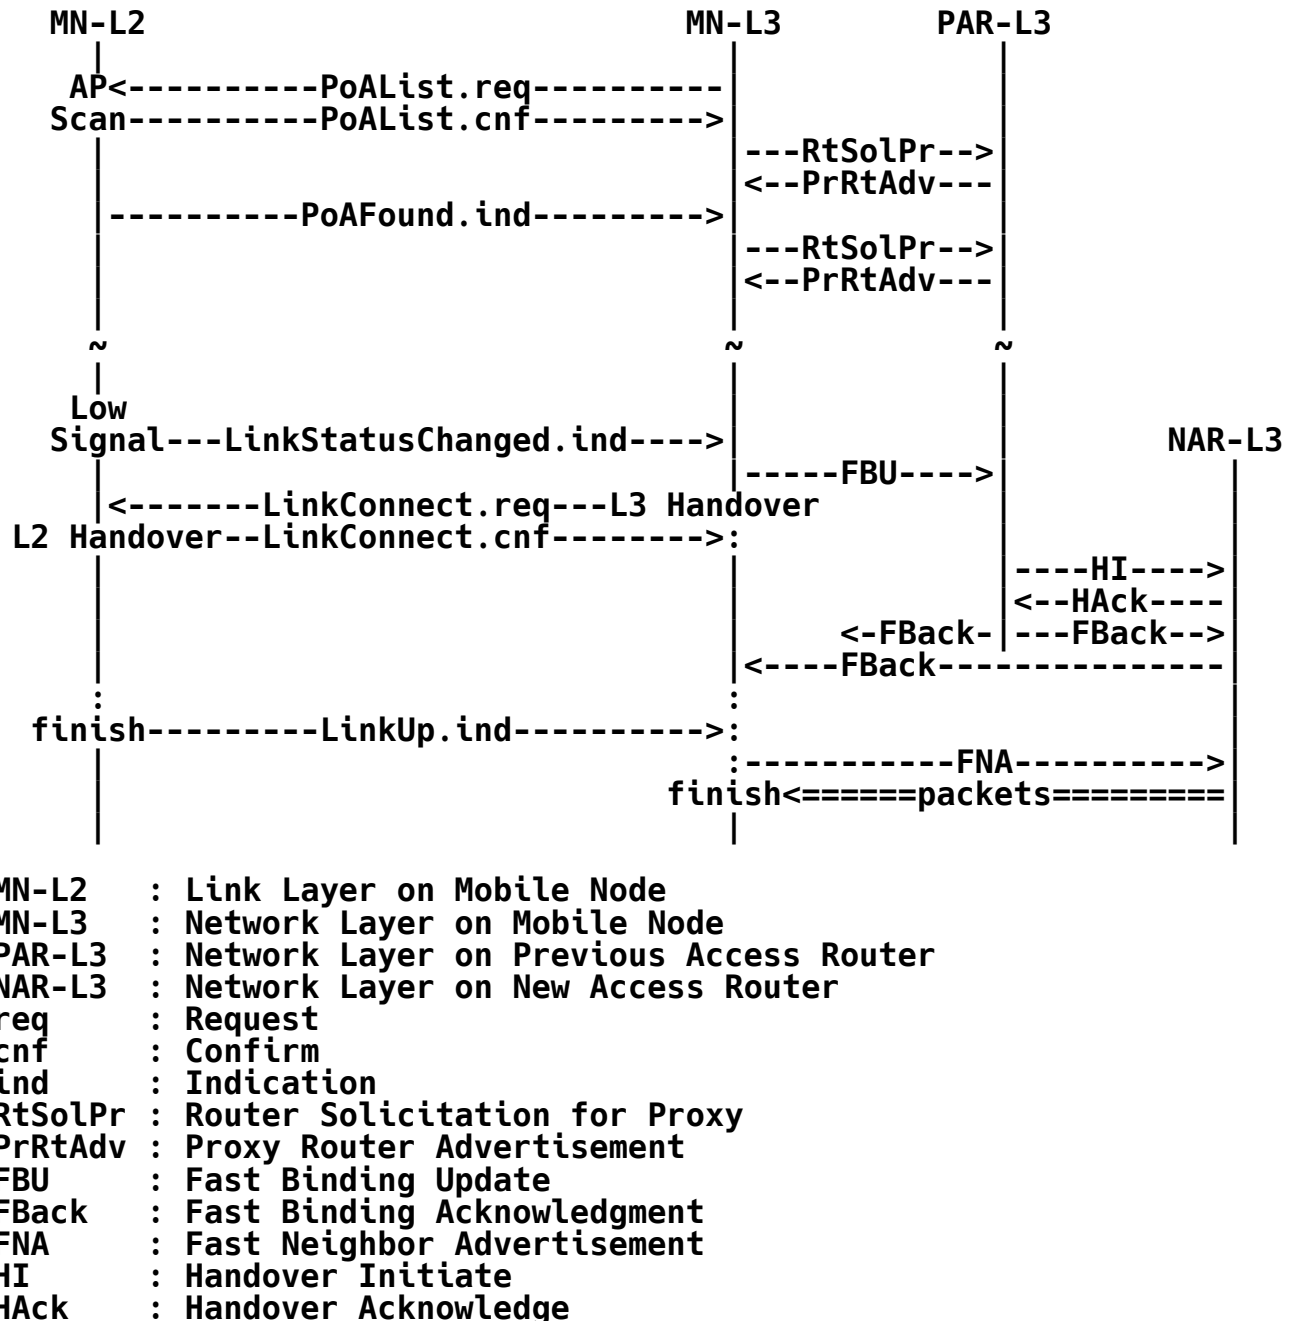 MN-L2                            MN-L3        PAR-L3
  |                                |             |
 AP<----------PoAList.req----------|             |
Scan----------PoAList.cnf--------->|             |
  |                                |---RtSolPr-->|
  |                                |<--PrRtAdv---|
  |----------PoAFound.ind--------->|             |
  |                                |---RtSolPr-->|
  |                                |<--PrRtAdv---|
  |                                |             |
  ~                                ~             ~
  |                                |             |
 Low                               |             |
Signal---LinkStatusChanged.ind---->|             |        NAR-L3
  |                                |-----FBU---->|           |
  |<-------LinkConnect.req---L3 Handover         |           |
L2 Handover--LinkConnect.cnf-------->:           |           |
  |                                |             |----HI---->|
  |                                |             |<--HAck----|
  |                                |     <-FBack-|---FBack-->|
  |                                |<----FBack---------------|
  :                                :                         |
finish---------LinkUp.ind---------->:                        |
  |                                :-----------FNA---------->|
  |                             finish<======packets=========|
  |                                |                         |
MN-L2   : Link Layer on Mobile Node
MN-L3   : Network Layer on Mobile Node
PAR-L3  : Network Layer on Previous Access Router
NAR-L3  : Network Layer on New Access Router
req     : Request
cnf     : Confirm
ind     : Indication
RtSolPr : Router Solicitation for Proxy
PrRtAdv : Proxy Router Advertisement
FBU     : Fast Binding Update
FBack   : Fast Binding Acknowledgment
FNA     : Fast Neighbor Advertisement
HI      : Handover Initiate
HAck    : Handover Acknowledge